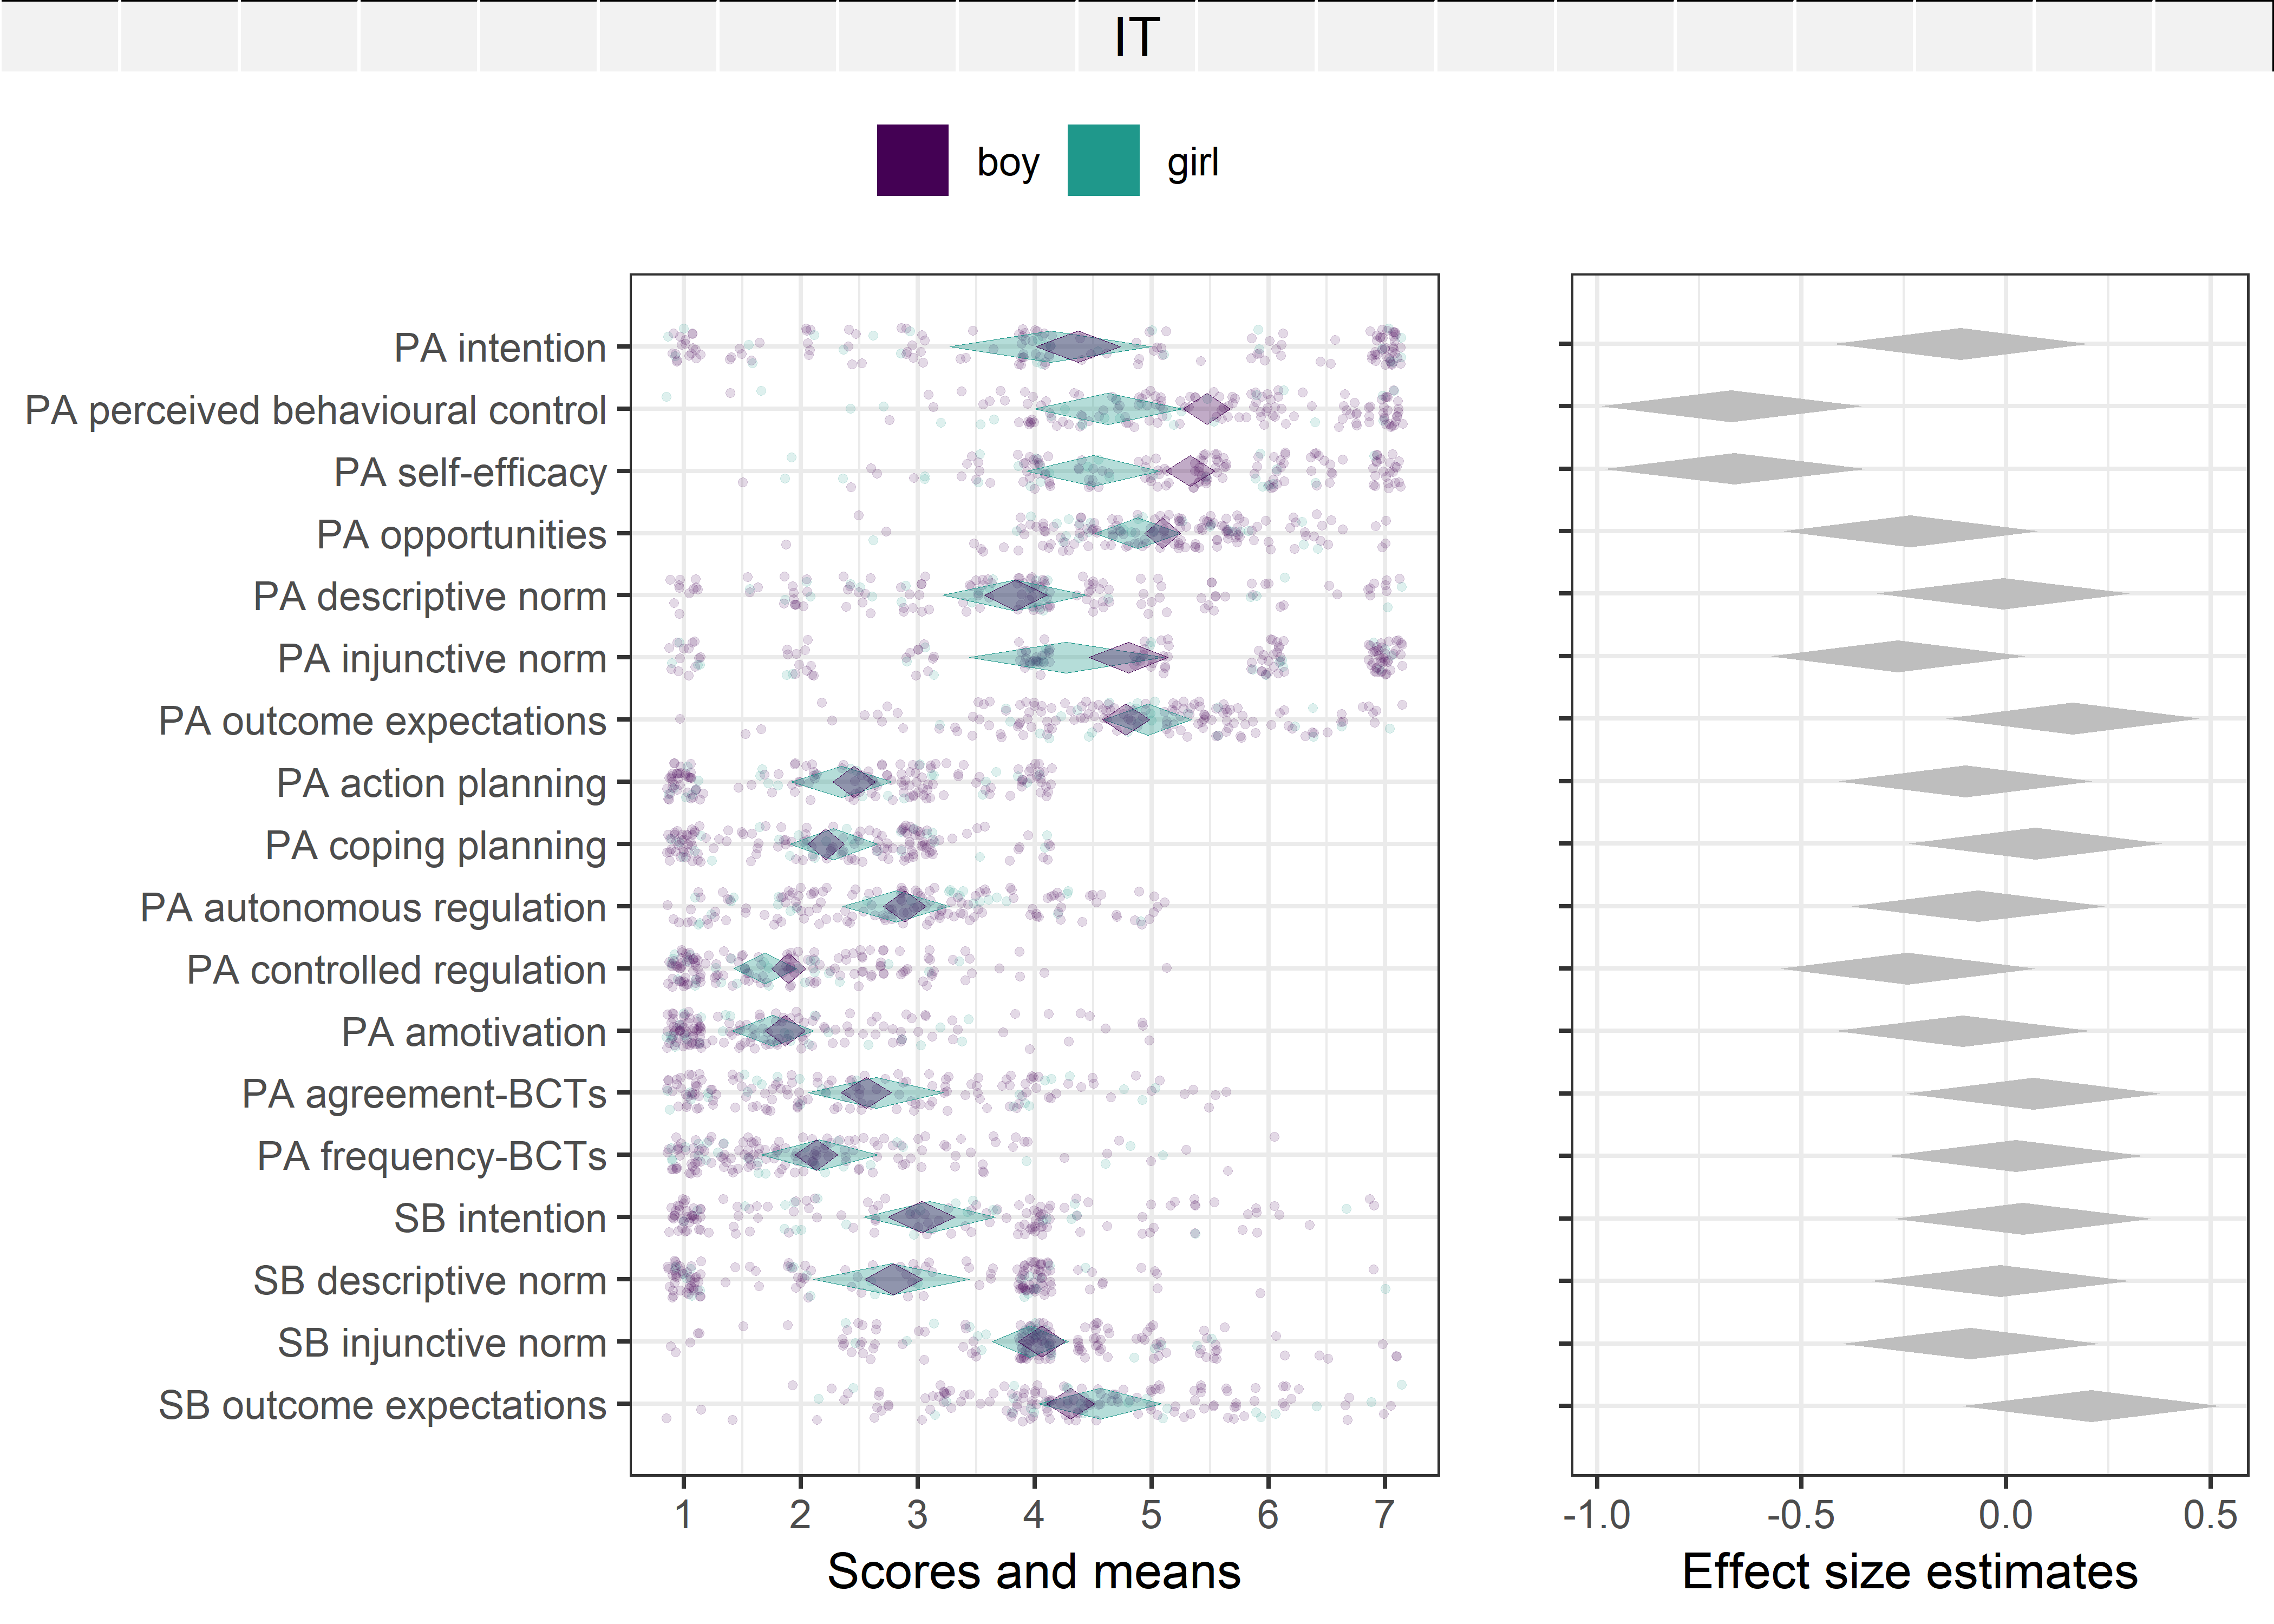 IT
boy girl
PA intention
PA perceived behavioural control
PA self-efficacy
PA opportunities
PA descriptive norm
PA injunctive norm
PA outcome expectations
PA action planning
PA coping planning
PA autonomous regulation
PA controlled regulation
PA amotivation
PA agreement-BCTs
PA frequency-BCTs
SB intention
SB descriptive norm
SB injunctive norm
SB outcome expectations
1 2 3 4 5 6 7
Scores and means
-1.0 -0.5 0.0 0.5
Effect size estimates